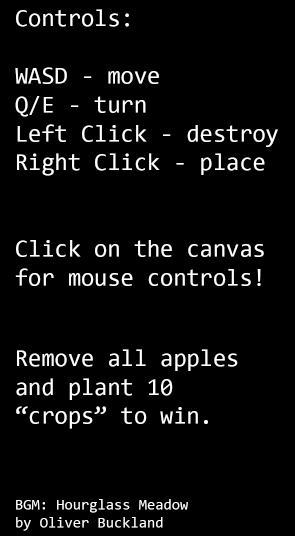 Controls:
WASD - move
Q/E - turn
Left Click - destroy
Right Click - place
Click on the canvas
for mouse controls!
Remove all apples
and plant 10
“crops” to win.
BGM: Hourglass Meadow
by Oliver Buckland